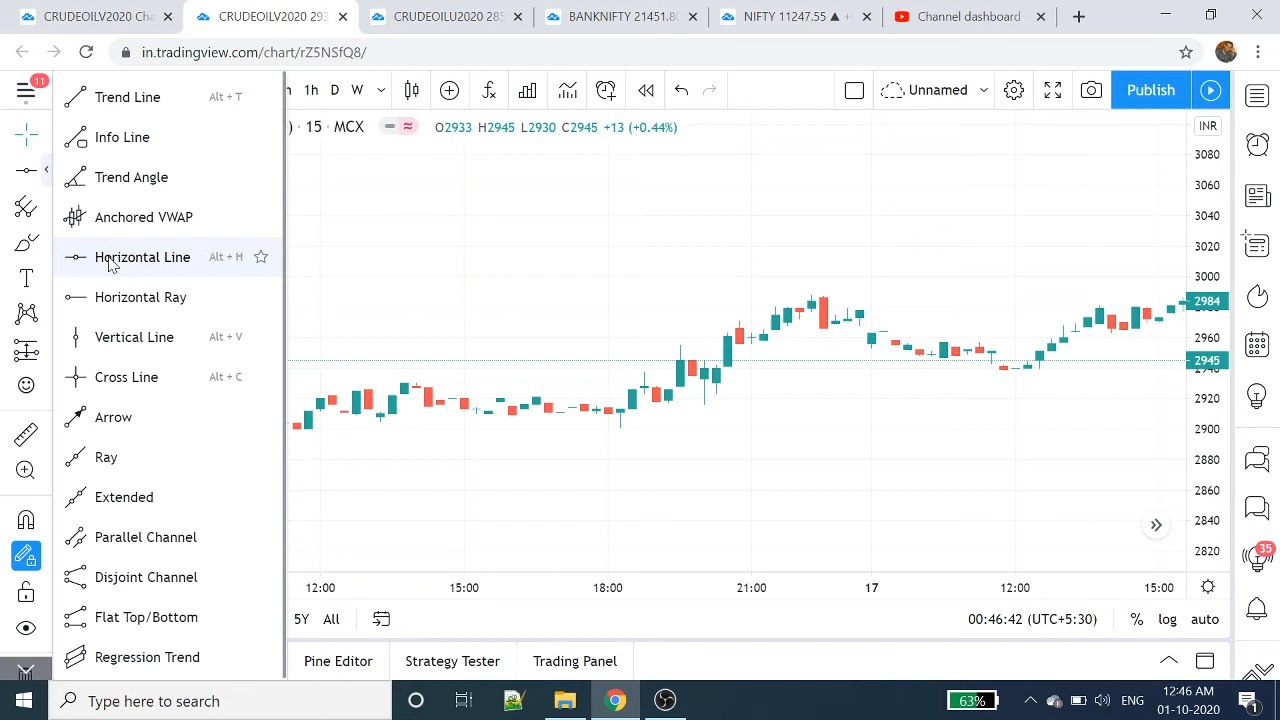 CRUDEOILV2020 Cha
CRUDEOILV2020 293
CRUDEOILU2020 283
BANKNIFTY 31451.80
NIFTY 11247.55 ▲ +
Channel dashboard
in.tradingview.com/chart/rZ5NSfQ8/
11
1h D W
Unnamed
Publish
) · 15 · MCX
O2933 H2945 L2930 C2945 +13 (+0.44%)
INR
Trend Line Alt + T
Info Line
Trend Angle
Anchored VWAP
Horizontal Line Alt + H
Horizontal Ray
Vertical Line Alt + V
Cross Line Alt + C
Arrow
Ray
Extended
Parallel Channel
Disjoint Channel
Flat Top/Bottom
Regression Trend
3080
3060
3040
3020
3000
2984
2960
2945
2920
2900
2880
2860
2840
2820
12:00 15:00 18:00 21:00 17 12:00 15:00
5Y All
00:46:42 (UTC+5:30)
% log auto
35
Pine Editor Strategy Tester Trading Panel
Type here to search
63%
ENG
12:46 AM
01-10-2020
1